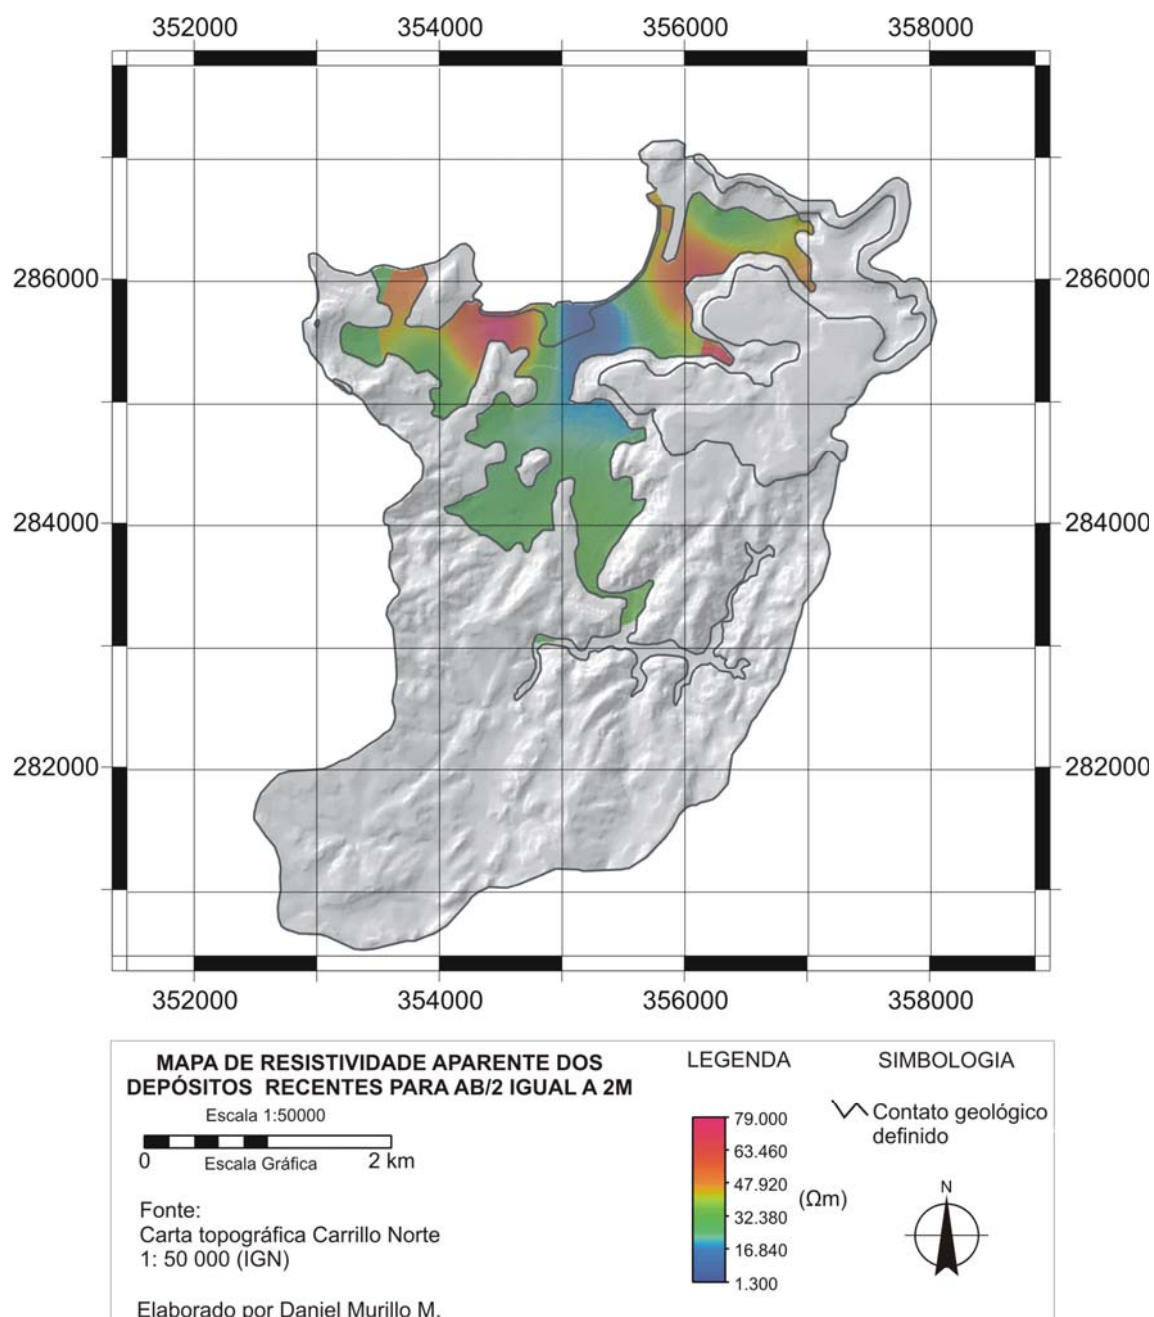 352000 354000 356000 358000
286000 286000
284000 284000
282000 282000
352000 354000 356000 358000
MAPA DE RESISTIVIDADE APARENTE DOS
DEPÓSITOS RECENTES PARA AB/2 IGUAL A 2M
Escala 1:50000
0 Escala Gráfica 2 km
Fonte:
Carta topográfica Carrillo Norte
1: 50 000 (IGN)
Elaborado por Daniel Murillo M.
LEGENDA
79.000
63.460
47.920
(Ωm)
32.380
16.840
1.300
SIMBOLOGIA
Contato geológico
definido
N